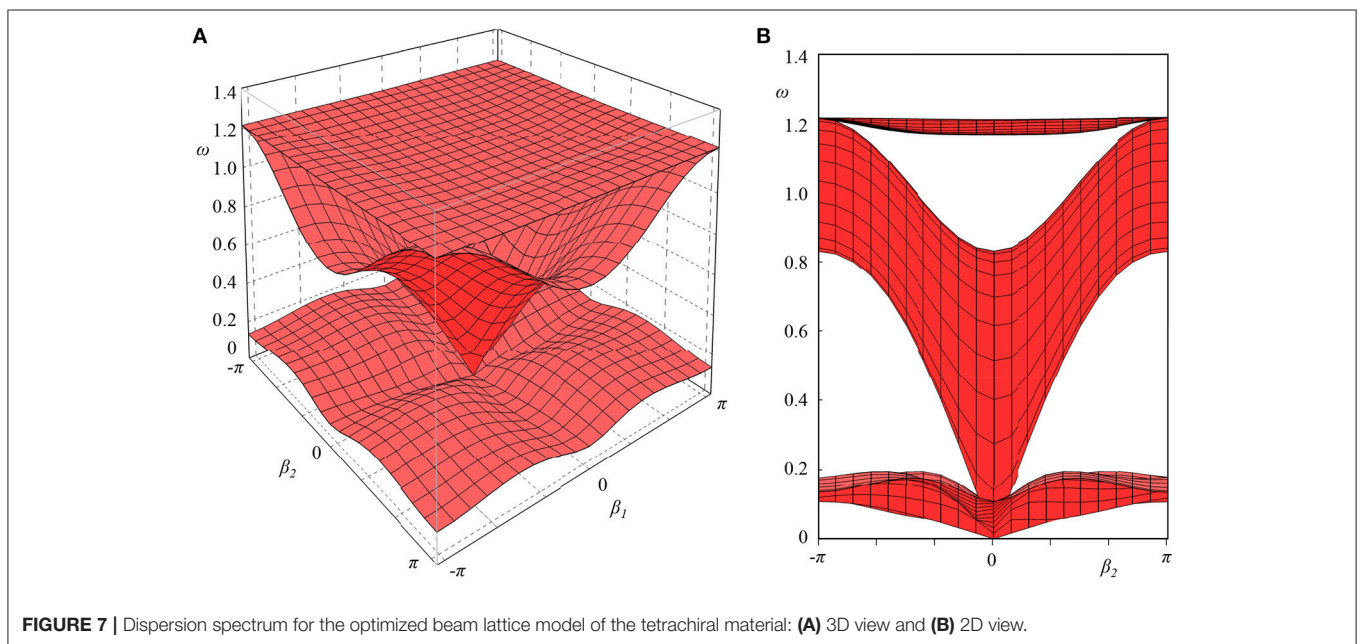 A
1.4
1.2
ω
1.0
0.8
0.6
0.4
0.2
0
-π
β2
0
π
-π
0
β1
π
B
1.4
ω
1.2
1.0
0.8
0.6
0.4
0.2
0
-π
0
β2
π
FIGURE 7 | Dispersion spectrum for the optimized beam lattice model of the tetrachiral material: (A) 3D view and (B) 2D view.